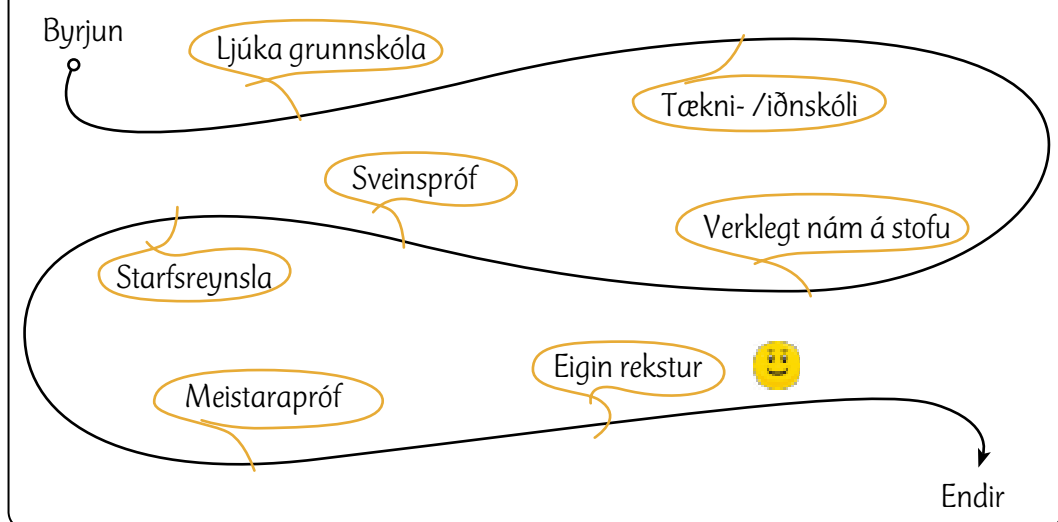 Byrjun
Ljúka grunnskóla
Tækni- /iðnskóli
Verklegt nám á stofu
Sveinspróf
Starfsreynsla
Meistarapróf
Eigin rekstur
Endir